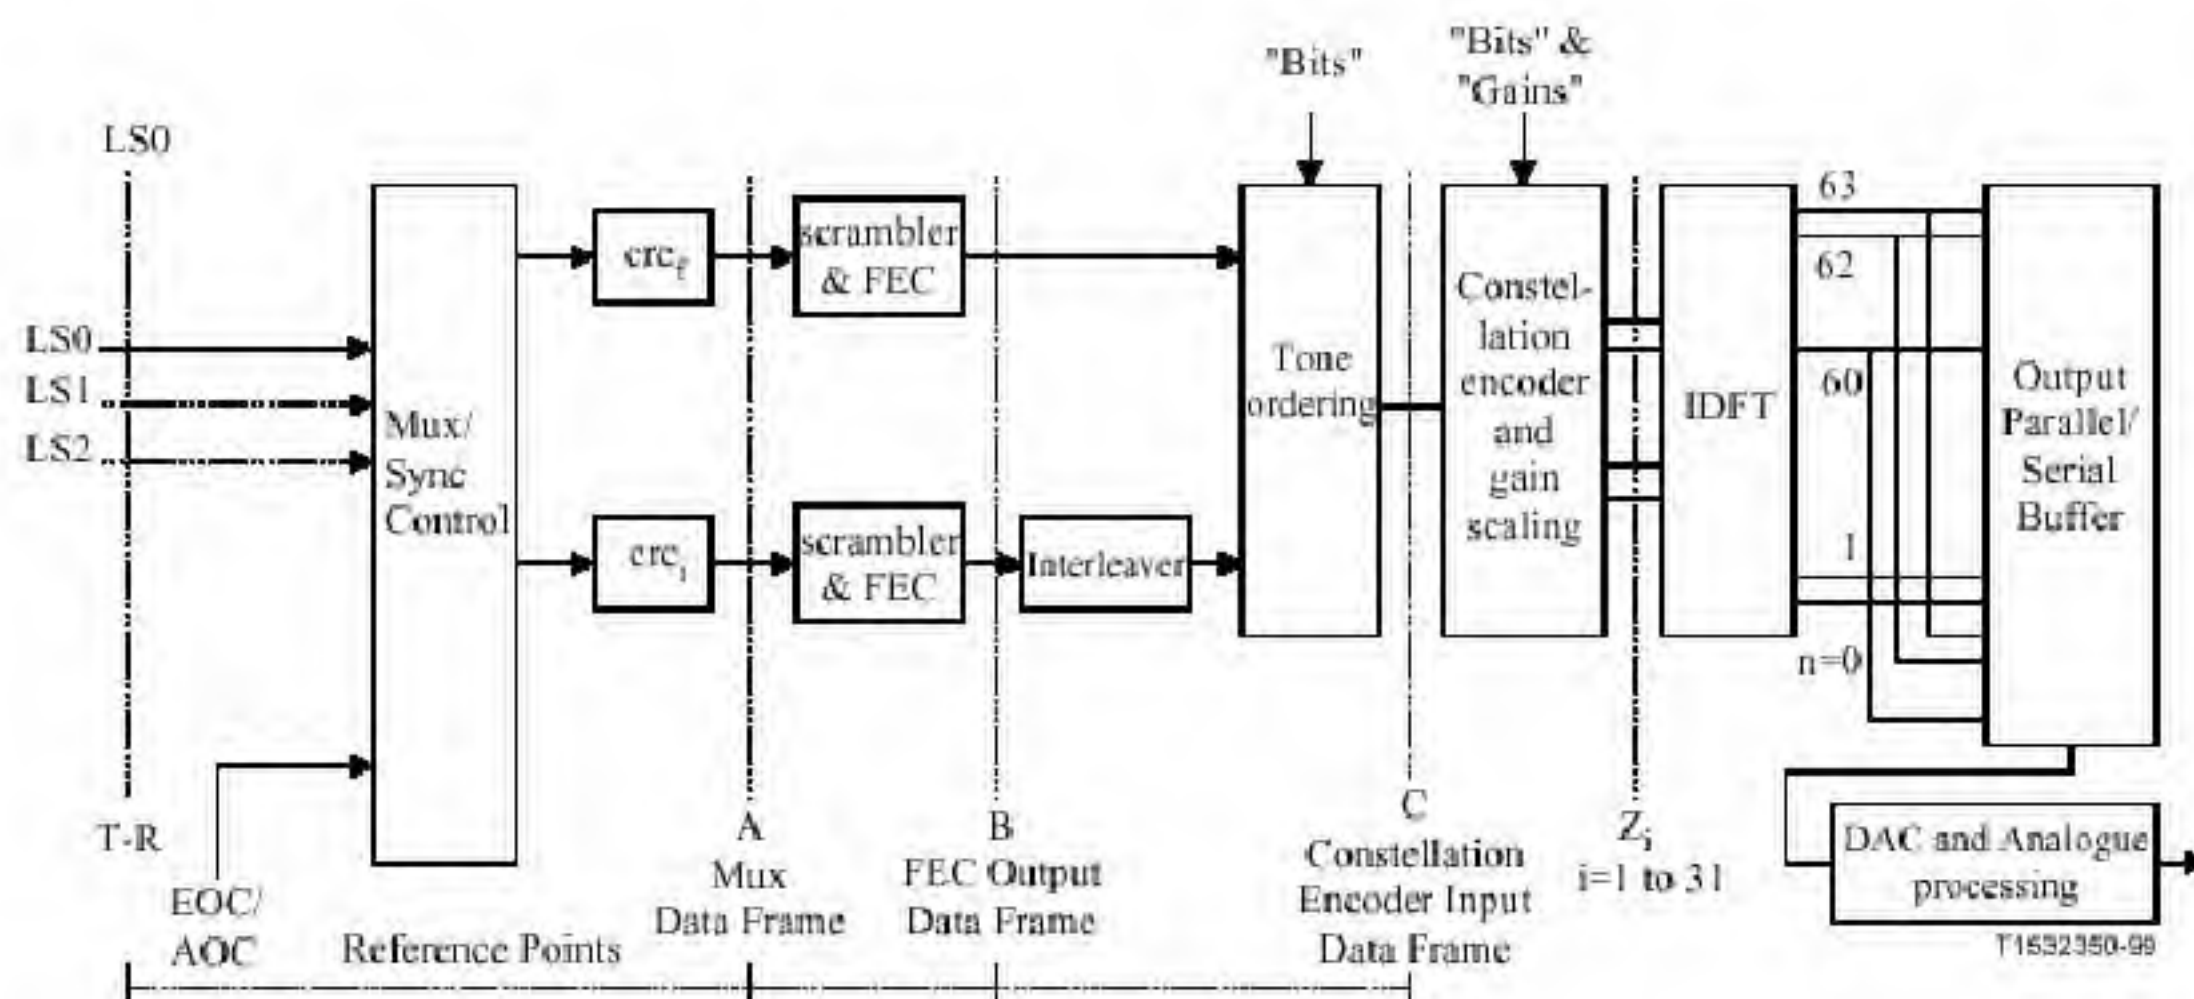 "Bits"
"Bits" &
"Gains"
LS0
LS0
LS1
LS2
Mux/
Sync
Control
crc_f
scrambler
& FEC
crc_i
scrambler
& FEC
Interleaver
Tone
ordering
Constel-
lation
encoder
and
gain
scaling
IDFT
63
62
60
1
n=0
Output
Parallel/
Serial
Buffer
DAC and Analogue
processing
T-R
EOC/
AOC
Reference Points
A
Mux
Data Frame
B
FEC Output
Data Frame
C
Constellation
Encoder Input
Data Frame
Z_i
i=1 to 31
T1532350-99